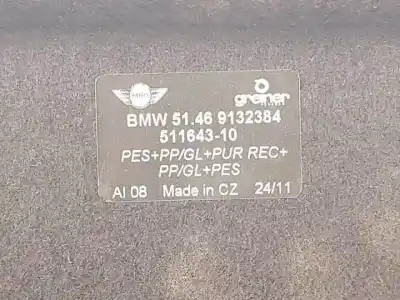 MINI greiner
BMW 51.46 9132384
511643-10
PES+PP/GL+PUR REC+
PP/GL+PES
AI 08 Made in CZ 24/11